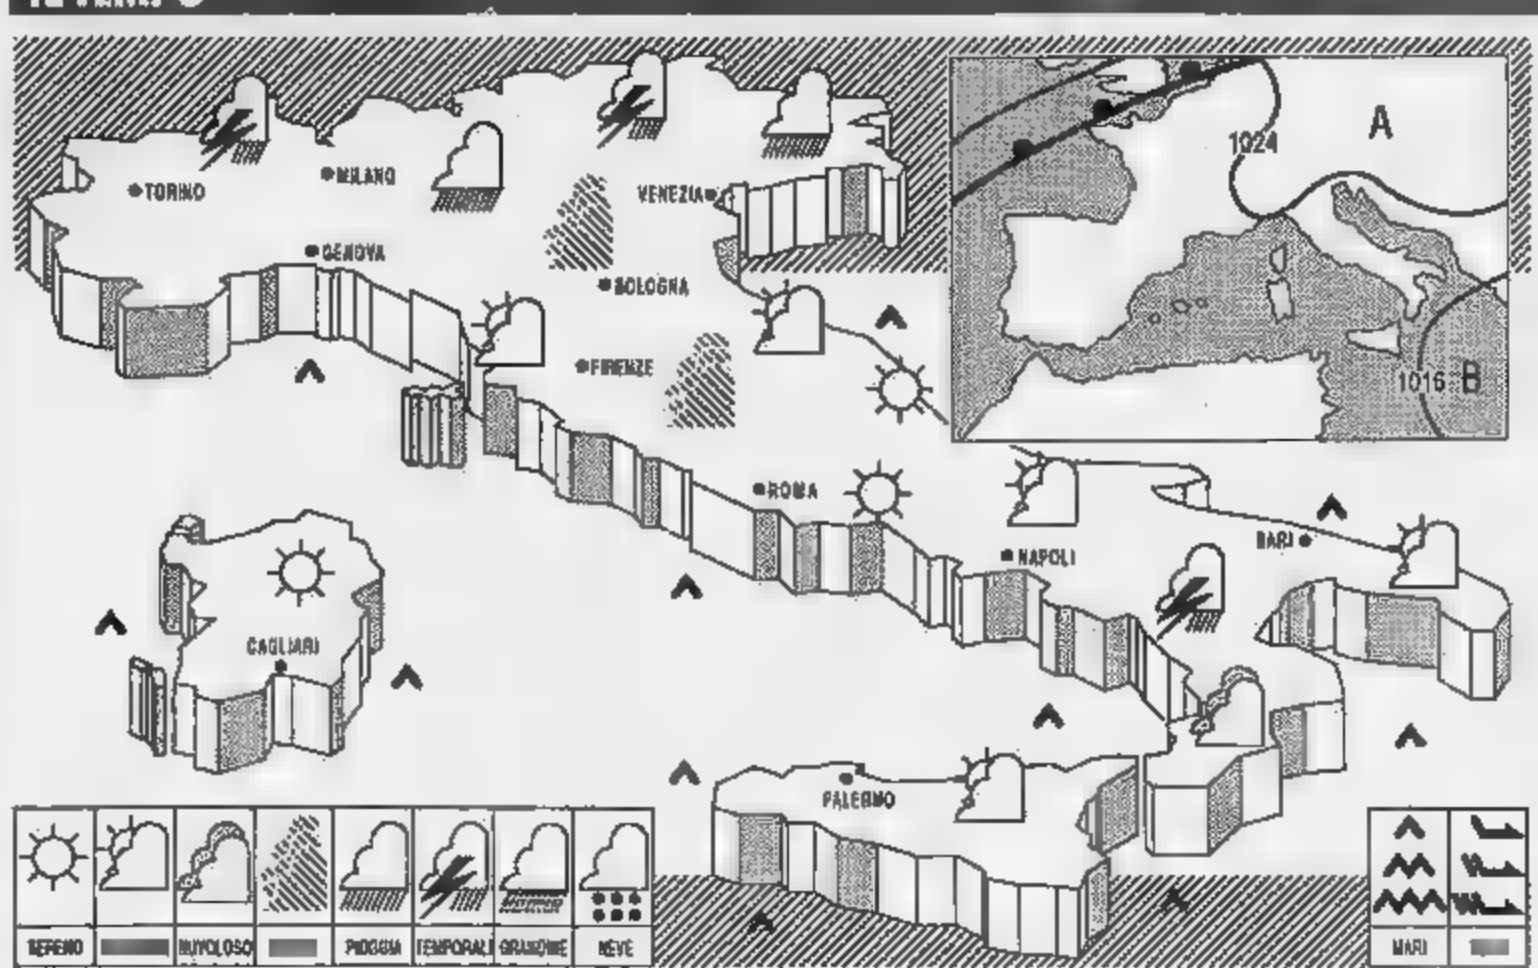 A
1024
MILANO
TORINO
VENEZIA
GENOVA
BOLOGNA
FIRENZE
1016 B
ROMA
BARI
NAPOLI
CAGLIARI
PALERMO
SERENO
NUVOLOSO
PIOGGIA
TEMPORALI
GRANDINE
NEVE
MARI